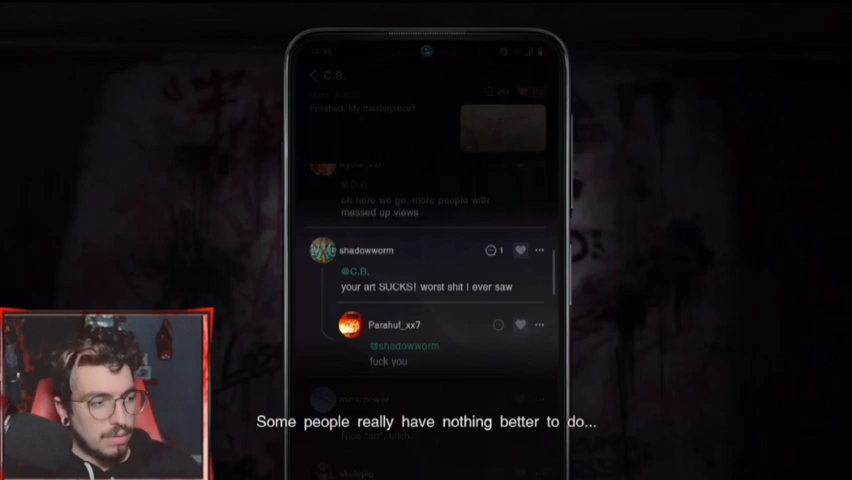 C.B.
Finished. My masterpiece?
@C.B.
oh here we go, more people with
messed up views
shadowworm
1
@C.B.
your art SUCKS! worst shit I ever saw
Parahuf_xx7
@shadowworm
fuck you
Some people really have nothing better to do...